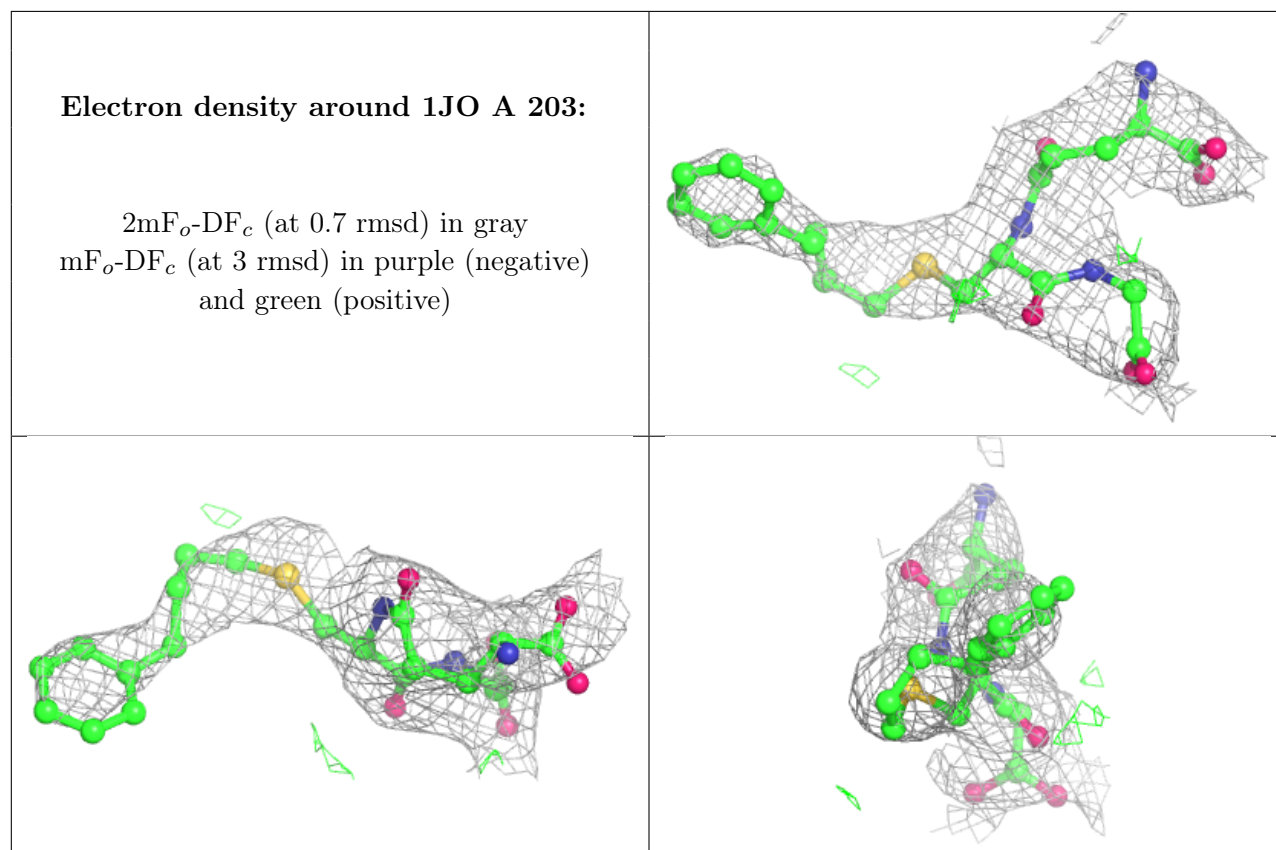 Electron density around 1JO A 203:
2mFo-DFc (at 0.7 rmsd) in gray
mFo-DFc (at 3 rmsd) in purple (negative)
and green (positive)